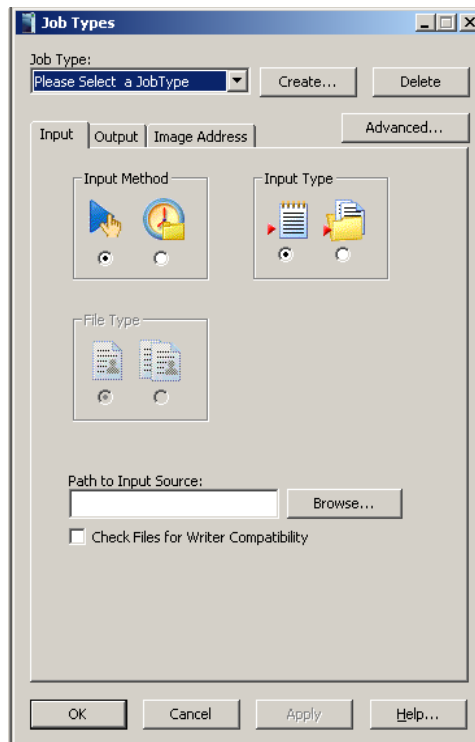 Job Types
Job Type:
Please Select a JobType
Create...
Delete
Advanced...
Input
Output
Image Address
Input Method
Input Type
File Type
Path to Input Source:
Browse...
Check Files for Writer Compatibility
OK
Cancel
Apply
Help...